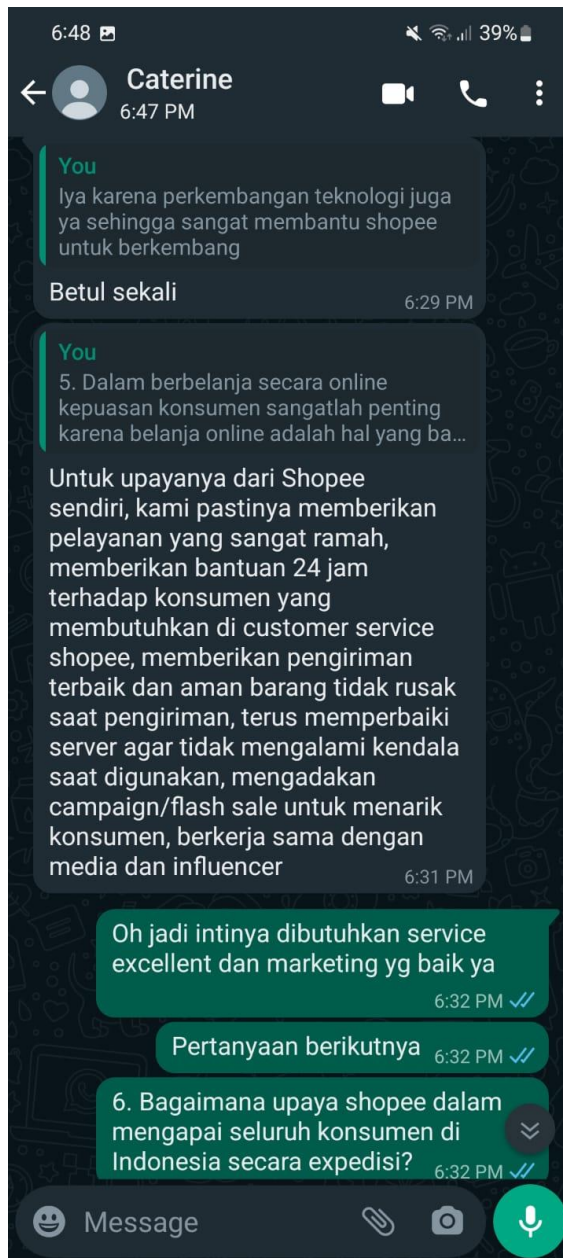 6:48
39%
Caterine
6:47 PM
You
Iya karena perkembangan teknologi juga
ya sehingga sangat membantu shopee
untuk berkembang
Betul sekali
6:29 PM
You
5. Dalam berbelanja secara online
kepuasan konsumen sangatlah penting
karena belanja online adalah hal yang ba...
Untuk upayanya dari Shopee
sendiri, kami pastinya memberikan
pelayanan yang sangat ramah,
memberikan bantuan 24 jam
terhadap konsumen yang
membutuhkan di customer service
shopee, memberikan pengiriman
terbaik dan aman barang tidak rusak
saat pengiriman, terus memperbaiki
server agar tidak mengalami kendala
saat digunakan, mengadakan
campaign/flash sale untuk menarik
konsumen, berkerja sama dengan
media dan influencer
6:31 PM
Oh jadi intinya dibutuhkan service
excellent dan marketing yg baik ya
6:32 PM
Pertanyaan berikutnya 6:32 PM
6. Bagaimana upaya shopee dalam
mengapai seluruh konsumen di
Indonesia secara expedisi?
6:32 PM
Message